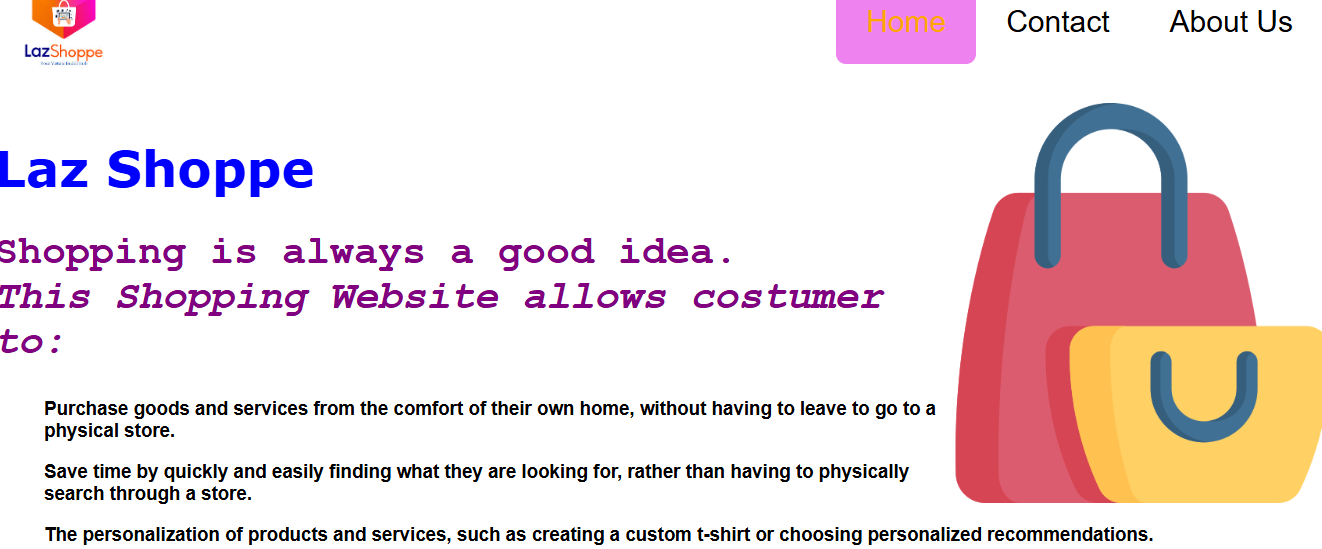 LazShoppe
Home
Contact
About Us
Laz Shoppe
Shopping is always a good idea.
This Shopping Website allows costumer
to:
Purchase goods and services from the comfort of their own home, without having to leave to go to a
physical store.
Save time by quickly and easily finding what they are looking for, rather than having to physically
search through a store.
The personalization of products and services, such as creating a custom t-shirt or choosing personalized recommendations.